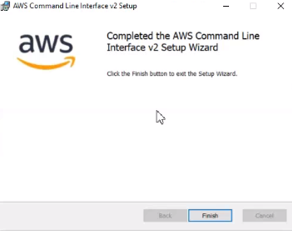 AWS Command Line Interface v2 Setup
aws
Completed the AWS Command Line
Interface v2 Setup Wizard
Click the Finish button to exit the Setup Wizard.
Back
Finish
Cancel